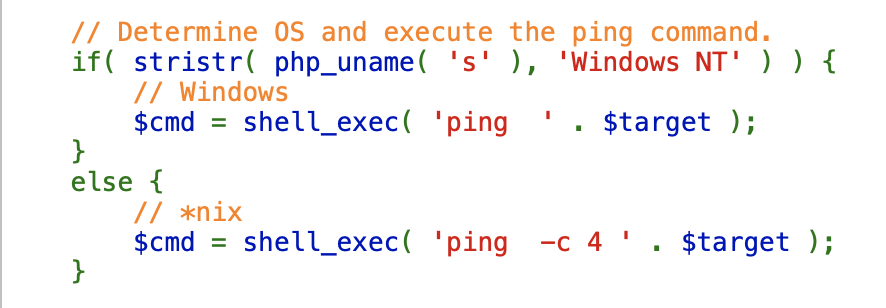 // Determine OS and execute the ping command.
if( stristr( php_uname( 's' ), 'Windows NT' ) ) {
    // Windows
    $cmd = shell_exec( 'ping  ' . $target );
}
else {
    // *nix
    $cmd = shell_exec( 'ping  -c 4 ' . $target );
}